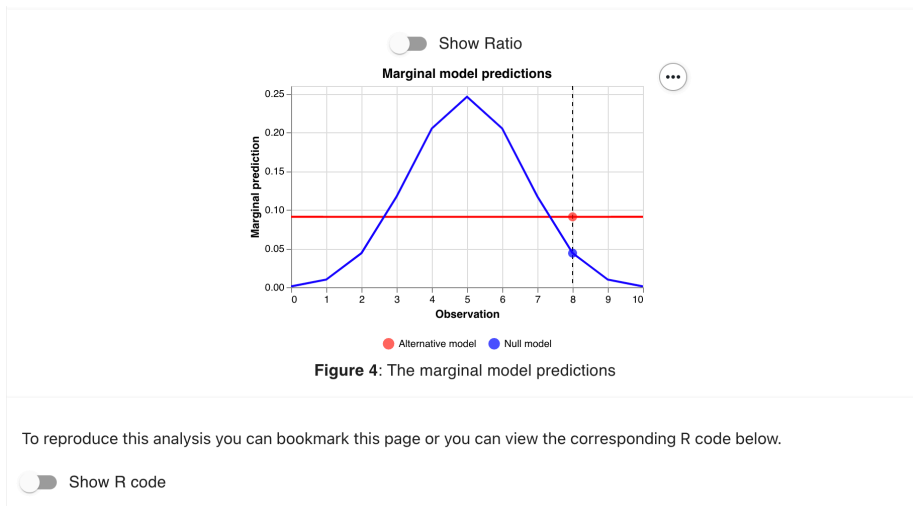 Show Ratio
Marginal model predictions
Marginal prediction
0.25
0.20
0.15
0.10
0.05
0.00
0 1 2 3 4 5 6 7 8 9 10
Observation
Alternative model Null model
Figure 4: The marginal model predictions
To reproduce this analysis you can bookmark this page or you can view the corresponding R code below.
Show R code